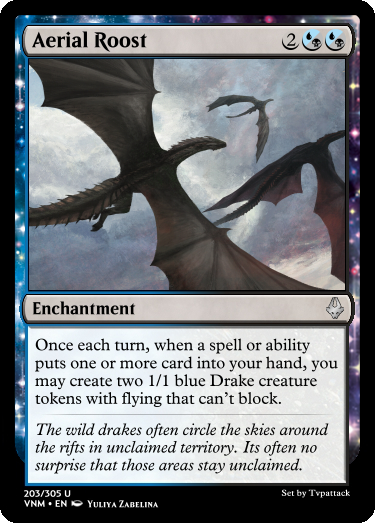 Aerial Roost 2
Enchantment
Once each turn, when a spell or ability
puts one or more card into your hand, you
may create two 1/1 blue Drake creature
tokens with flying that can't block.
The wild drakes often circle the skies around
the rifts in unclaimed territory. Its often no
surprise that those areas stay unclaimed.
203/305 U
VNM • EN Yuliya Zabelina
Set by Tvpattack